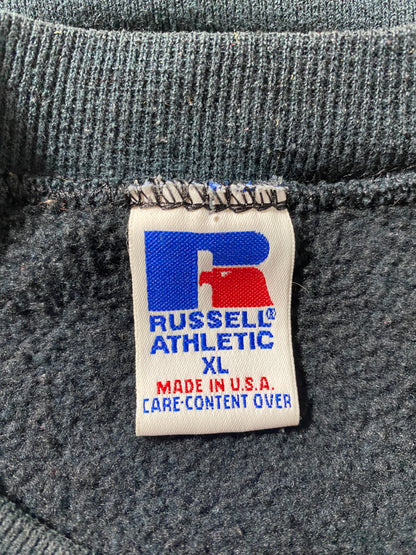 RUSSELL®
ATHLETIC
XL
MADE IN U.S.A.
CARE-CONTENT OVER